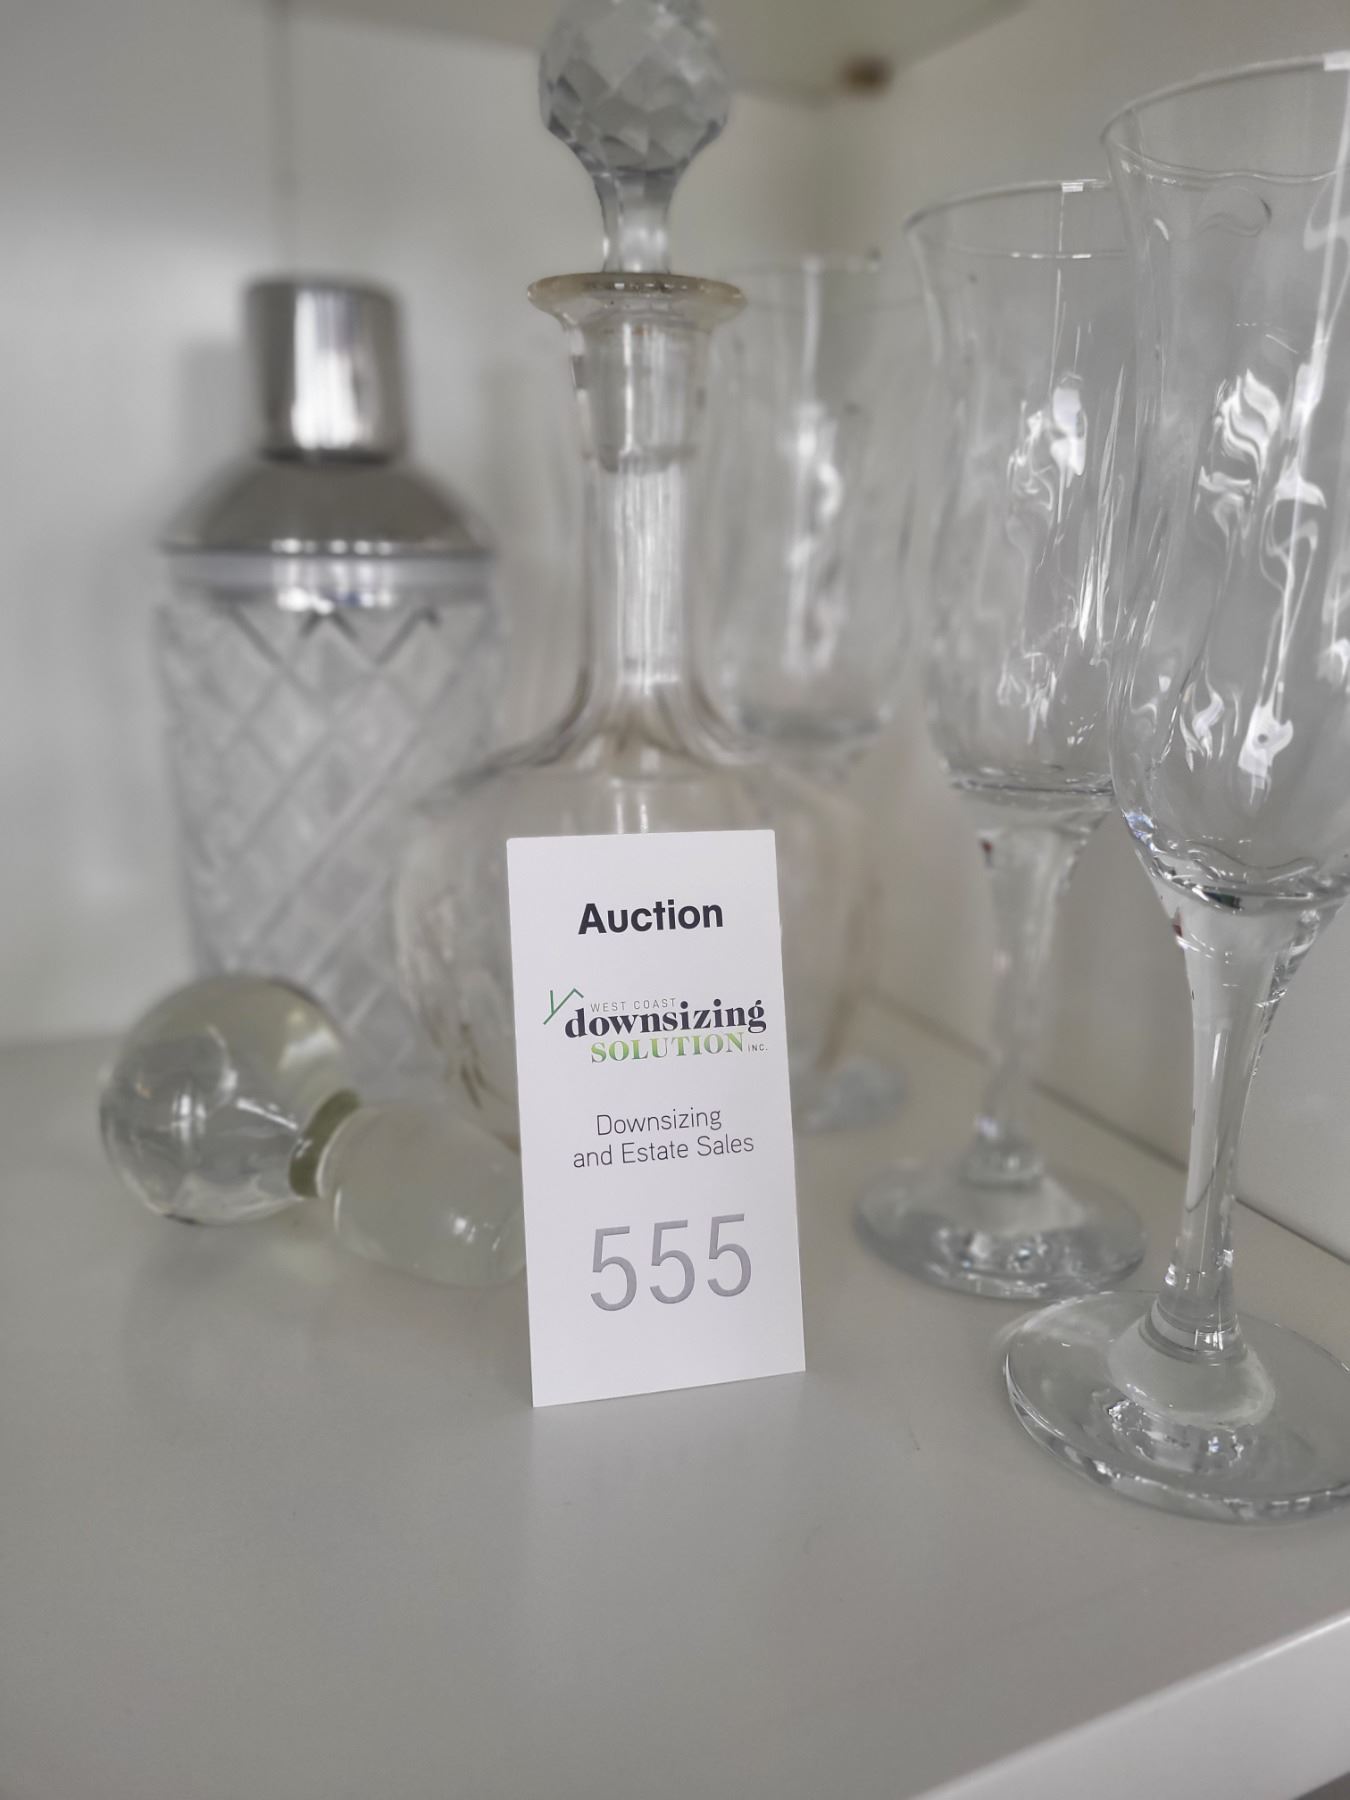 Auction
WEST COAST
downsizing
SOLUTION INC.
Downsizing
and Estate Sales
555